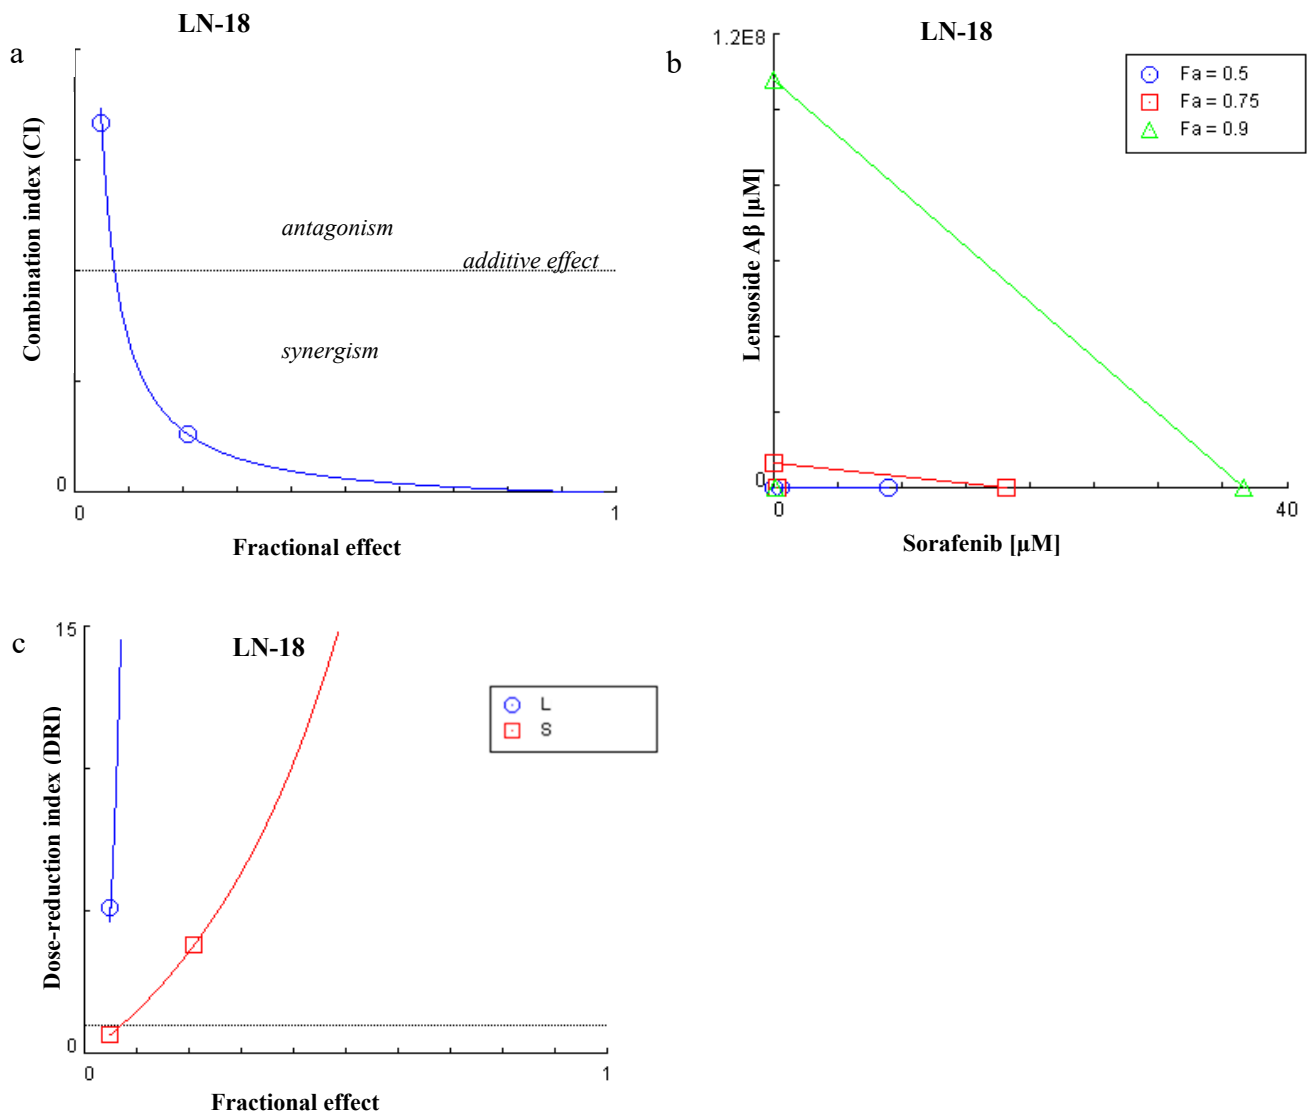 LN-18
a
Combination index (CI)
antagonism
additive effect
synergism
0
0
1
Fractional effect
LN-18
b
1.2E8
Fa = 0.5
Fa = 0.75
Fa = 0.9
Lensoside Aβ [µM]
0
0
40
Sorafenib [µM]
c
15
LN-18
L
S
Dose-reduction index (DRI)
0
0
1
Fractional effect